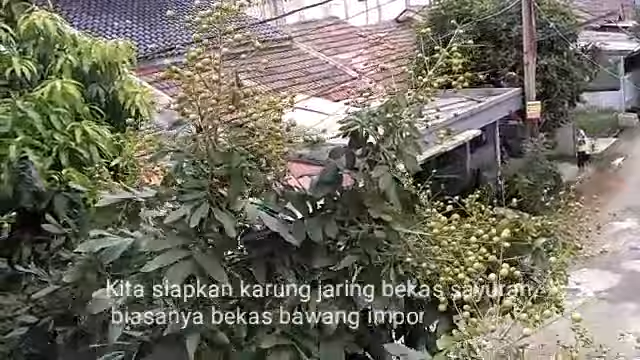 Kita siapkan karung jaring bekas sayuran
biasanya bekas bawang impor